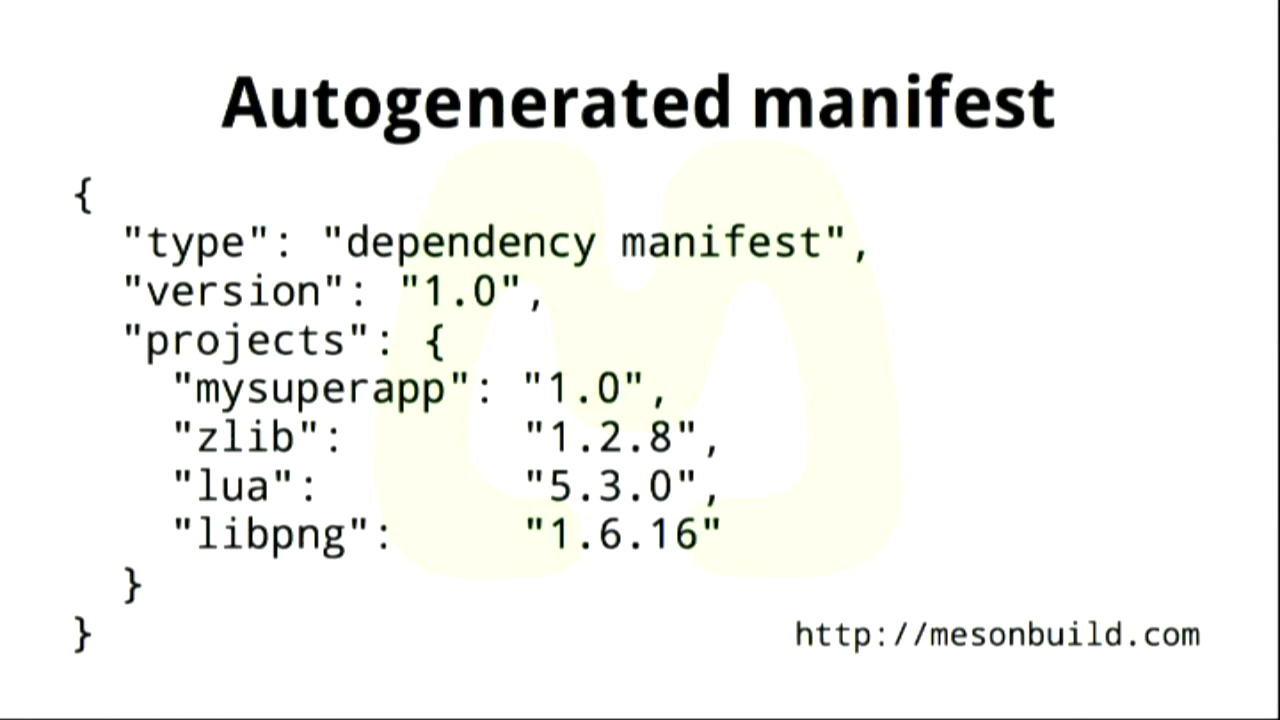 Autogenerated manifest
{
  "type": "dependency manifest",
  "version": "1.0",
  "projects": {
    "mysuperapp": "1.0",
    "zlib":       "1.2.8",
    "lua":        "5.3.0",
    "libpng":     "1.6.16"
  }
}
http://mesonbuild.com